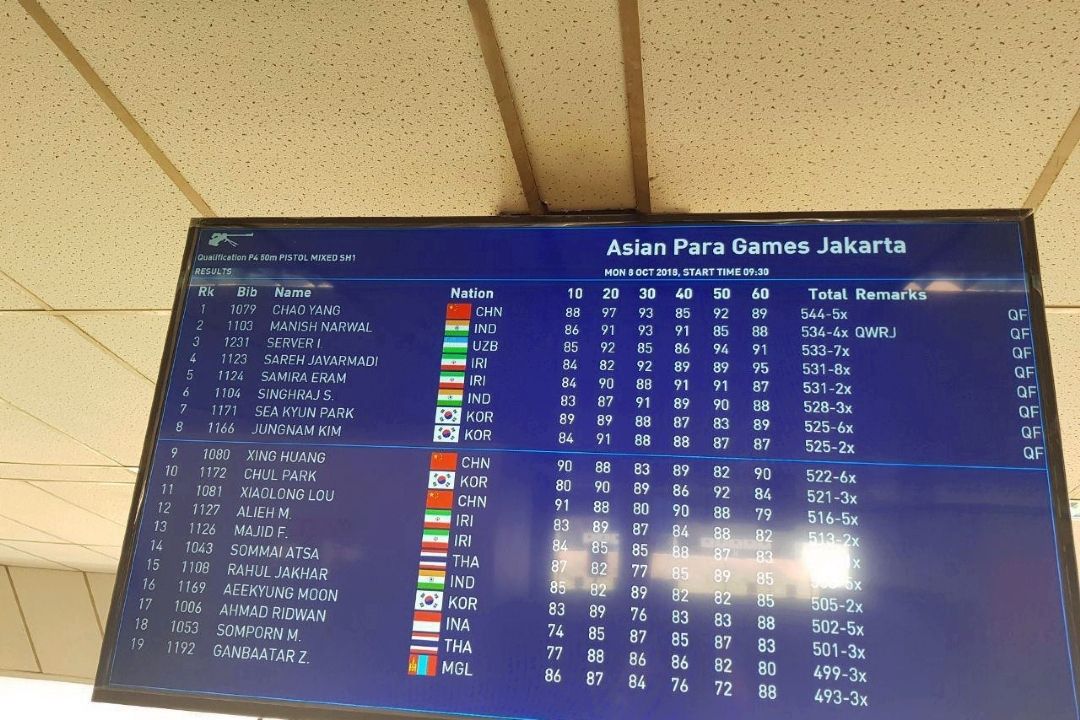 Asian Para Games Jakarta
Qualification P4 50m PISTOL MIXED SH1
RESULTS
MON 8 OCT 2018, START TIME 09:30
Rk Bib Name Nation 10 20 30 40 50 60 Total Remarks
1 1079 CHAO YANG CHN 88 97 93 85 92 89 544-5x QF
2 1103 MANISH NARWAL IND 86 91 93 91 85 88 534-4x QWRJ QF
3 1231 SERVER I. UZB 85 92 85 86 94 91 533-7x QF
4 1123 SAREH JAVARMADI IRI 84 82 92 89 89 95 531-8x QF
5 1124 SAMIRA ERAM IRI 84 90 88 91 91 87 531-2x QF
6 1104 SINGHRAJ S. IND 83 87 91 89 90 88 528-3x QF
7 1171 SEA KYUN PARK KOR 89 89 88 87 83 89 525-6x QF
8 1166 JUNGNAM KIM KOR 84 91 88 88 87 87 525-2x QF
9 1080 XING HUANG CHN 90 88 83 89 82 90 522-6x
10 1172 CHUL PARK KOR 80 90 89 86 92 84 521-3x
11 1081 XIAOLONG LOU CHN 91 88 80 90 88 79 516-5x
12 1127 ALIEH M. IRI 83 89 87 84 88 82 513-2x
13 1126 MAJID F. IRI 84 85 85 88 87 83
14 1043 SOMMAI ATSA THA 87 82 77 85 89 85
15 1108 RAHUL JAKHAR IND 85 82 89 82 82 85 505-2x
16 1169 AEEKYUNG MOON KOR 83 89 76 83 83 88 502-5x
17 1006 AHMAD RIDWAN INA 74 85 87 85 87 83 501-3x
18 1053 SOMPORN M. THA 77 88 86 86 82 80 499-3x
19 1192 GANBAATAR Z. MGL 86 87 84 76 72 88 493-3x